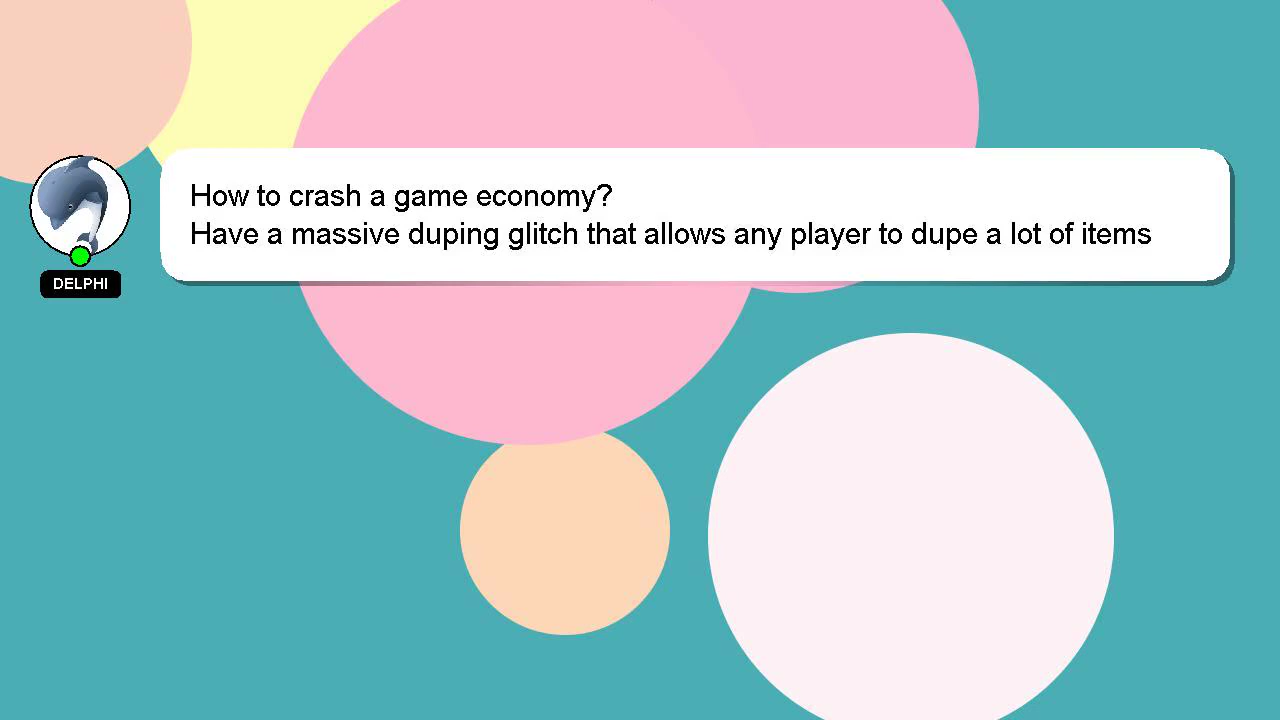 How to crash a game economy?
Have a massive duping glitch that allows any player to dupe a lot of items
DELPHI